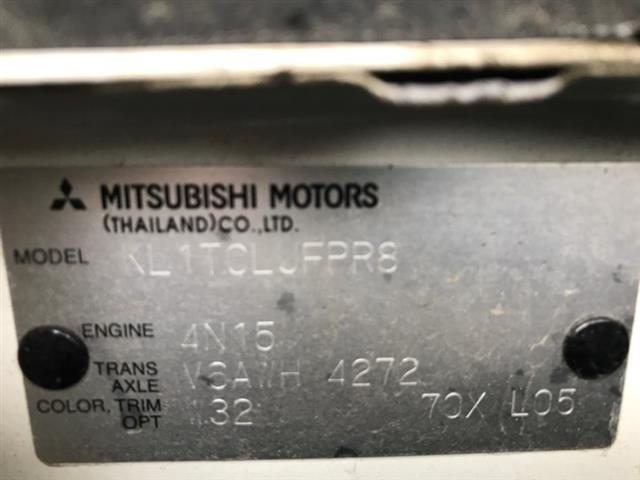 MITSUBISHI MOTORS
(THAILAND)CO.,LTD.
MODEL KL1TCLJFPR8
ENGINE 4N15
TRANS AXLE V6AWH 4272
COLOR, TRIM OPT W32 70X L05